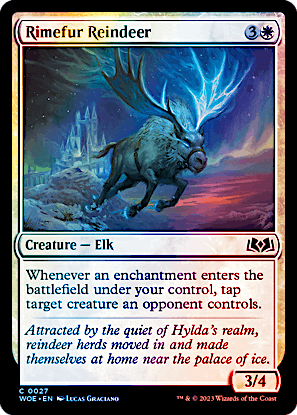 Rimefur Reindeer 3
Creature — Elk
Whenever an enchantment enters the
battlefield under your control, tap
target creature an opponent controls.
Attracted by the quiet of Hylda's realm,
reindeer herds moved in and made
themselves at home near the palace of ice.
3/4
C 0027
WOE • EN Lucas Graciano
™ & © 2023 Wizards of the Coast